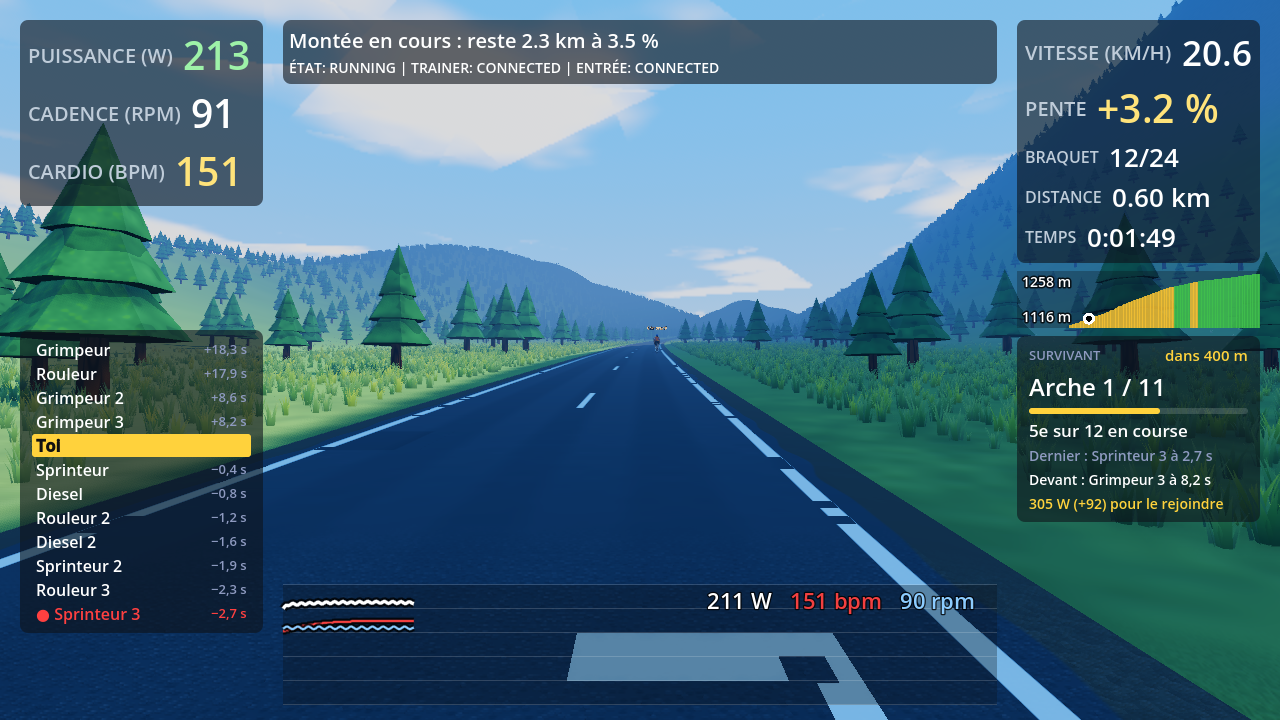 PUISSANCE (W) 213
CADENCE (RPM) 91
CARDIO (BPM) 151
Montée en cours : reste 2.3 km à 3.5 %
ÉTAT: RUNNING | TRAINER: CONNECTED | ENTRÉE: CONNECTED
VITESSE (KM/H) 20.6
PENTE +3.2 %
BRAQUET 12/24
DISTANCE 0.60 km
TEMPS 0:01:49
1258 m
1116 m
SURVIVANT dans 400 m
Arche 1 / 11
5e sur 12 en course
Dernier : Sprinteur 3 à 2,7 s
Devant : Grimpeur 3 à 8,2 s
305 W (+92) pour le rejoindre
Grimpeur +18,3 s
Rouleur +17,9 s
Grimpeur 2 +8,6 s
Grimpeur 3 +8,2 s
Toi
Sprinteur −0,4 s
Diesel −0,8 s
Rouleur 2 −1,2 s
Diesel 2 −1,6 s
Sprinteur 2 −1,9 s
Rouleur 3 −2,3 s
Sprinteur 3 −2,7 s
211 W 151 bpm 90 rpm